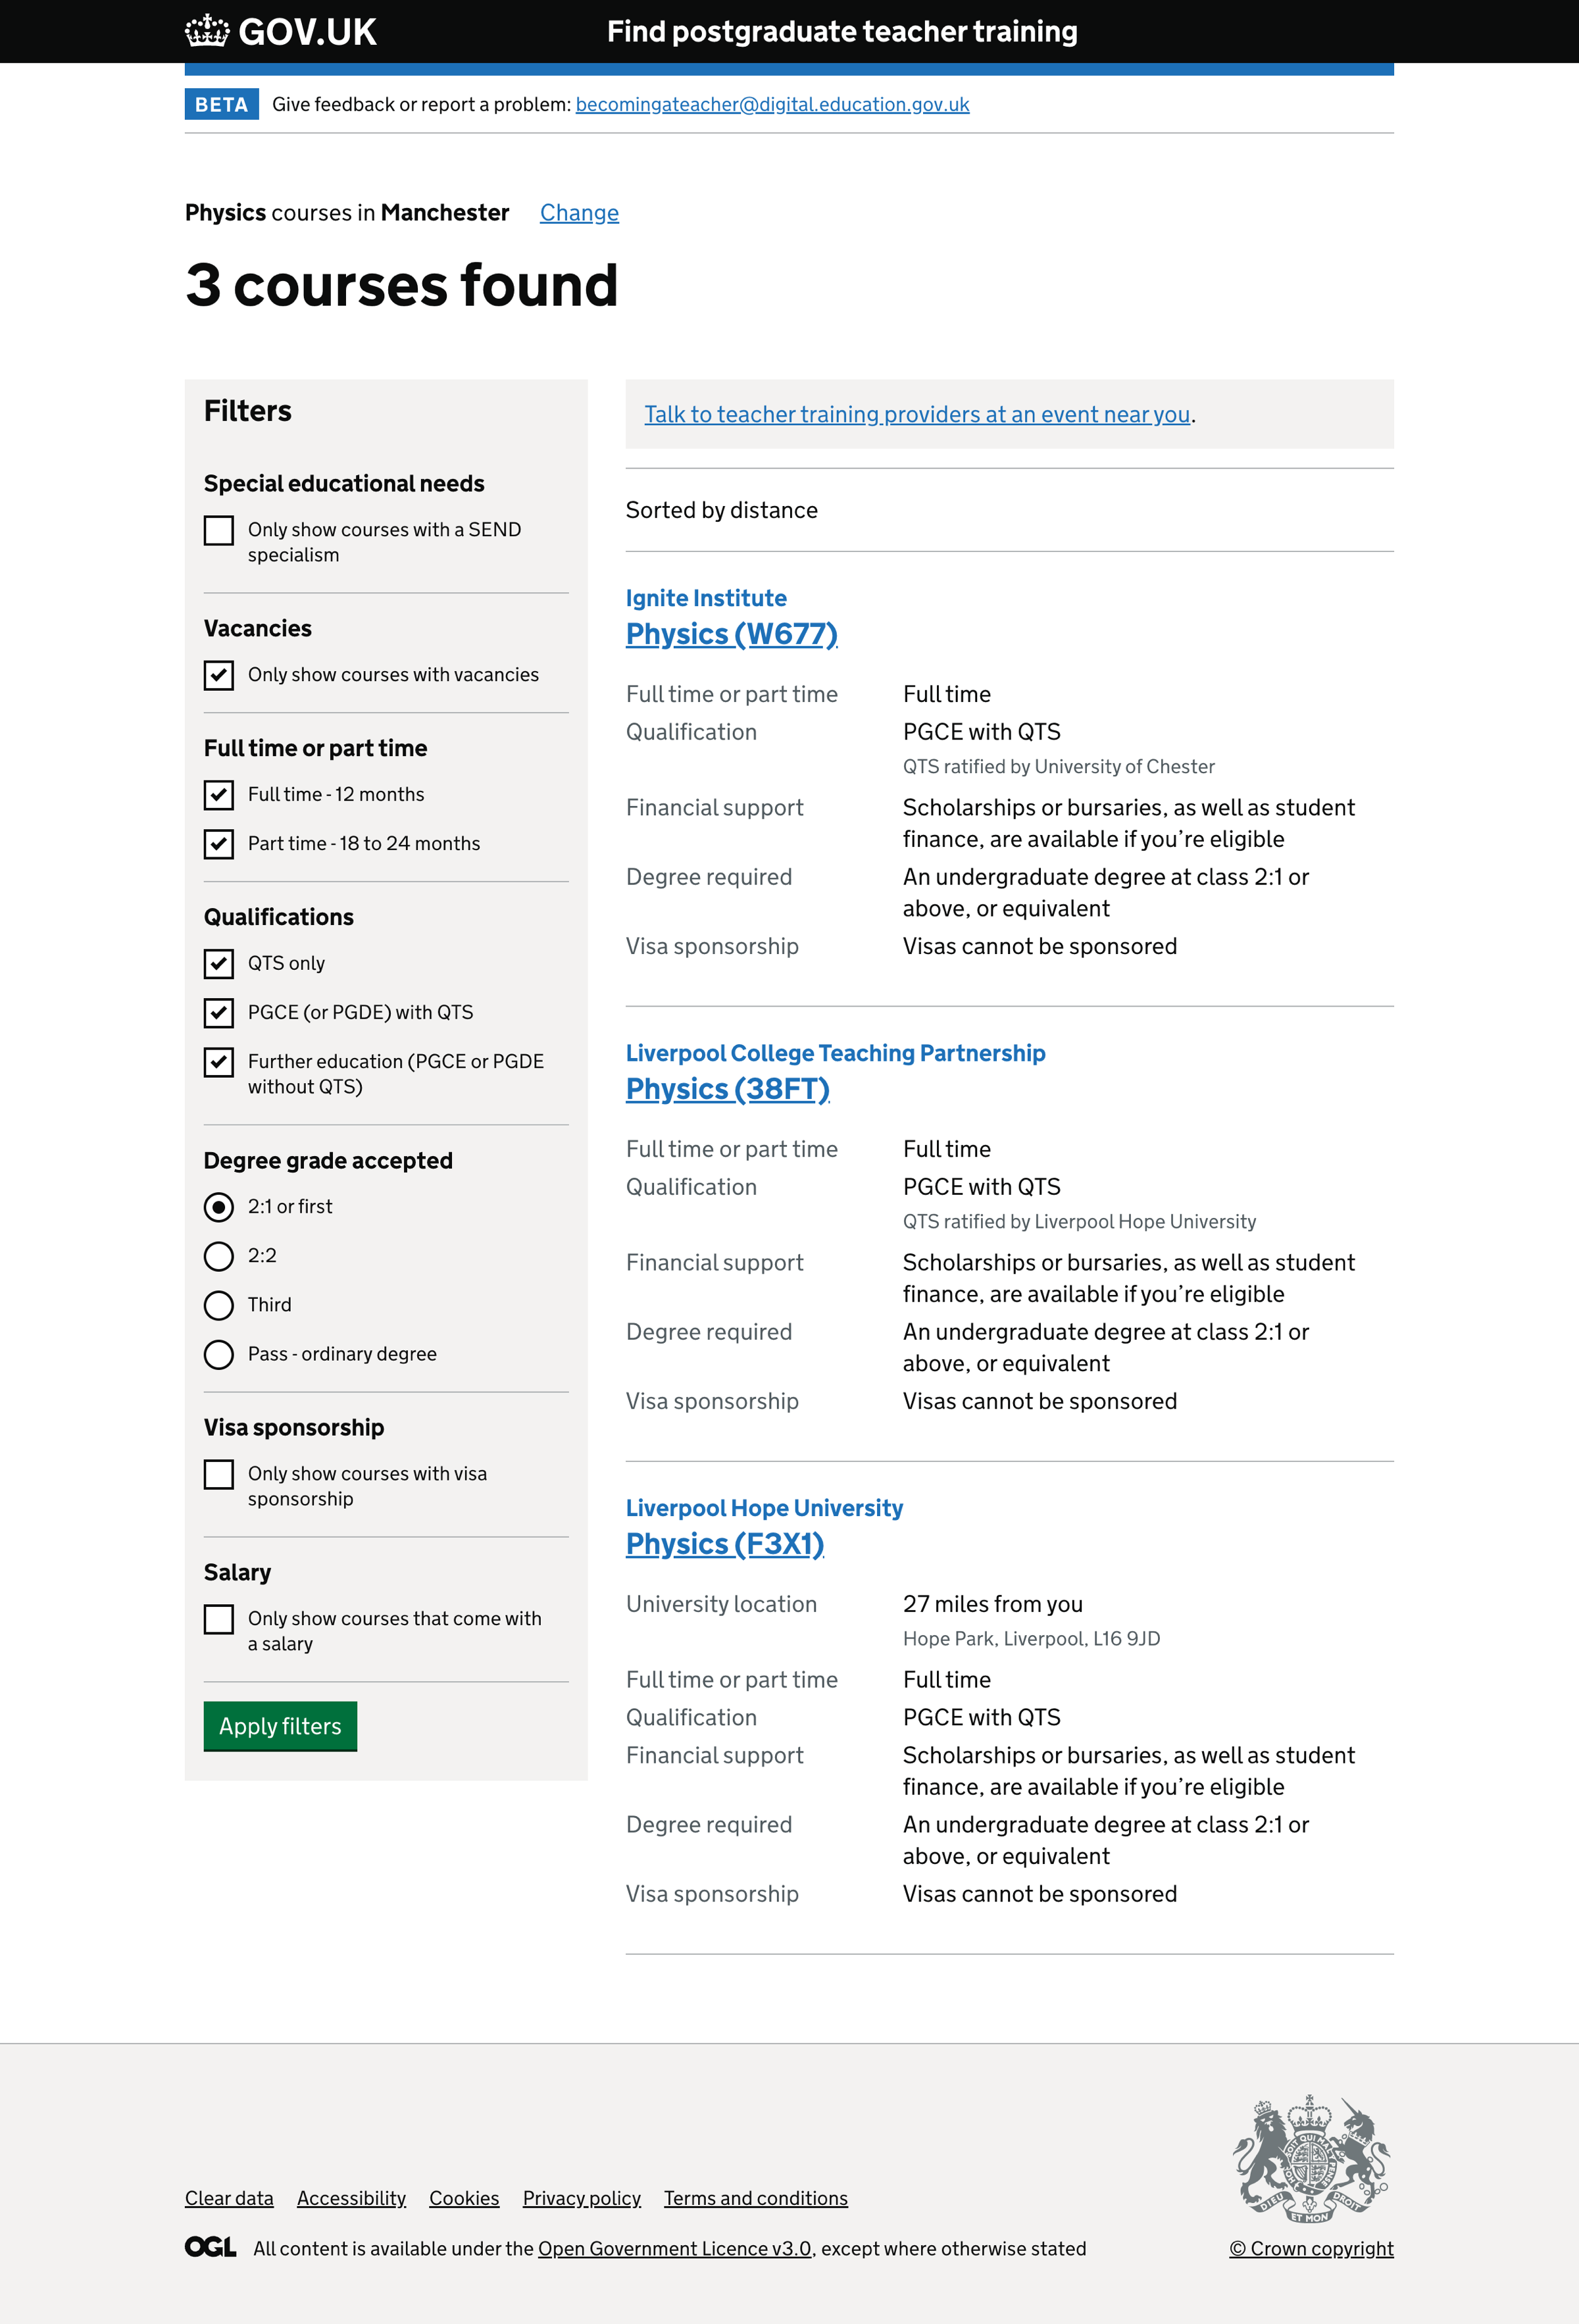 GOV.UK
Find postgraduate teacher training
BETA
Give feedback or report a problem: becomingateacher@digital.education.gov.uk
Physics courses in Manchester Change
3 courses found
Filters
Special educational needs
Only show courses with a SEND
specialism
Vacancies
Only show courses with vacancies
Full time or part time
Full time - 12 months
Part time - 18 to 24 months
Qualifications
QTS only
PGCE (or PGDE) with QTS
Further education (PGCE or PGDE
without QTS)
Degree grade accepted
2:1 or first
2:2
Third
Pass - ordinary degree
Visa sponsorship
Only show courses with visa
sponsorship
Salary
Only show courses that come with
a salary
Apply filters
Talk to teacher training providers at an event near you.
Sorted by distance
Ignite Institute
Physics (W677)
Full time or part time Full time
Qualification PGCE with QTS
QTS ratified by University of Chester
Financial support Scholarships or bursaries, as well as student
finance, are available if you’re eligible
Degree required An undergraduate degree at class 2:1 or
above, or equivalent
Visa sponsorship Visas cannot be sponsored
Liverpool College Teaching Partnership
Physics (38FT)
Full time or part time Full time
Qualification PGCE with QTS
QTS ratified by Liverpool Hope University
Financial support Scholarships or bursaries, as well as student
finance, are available if you’re eligible
Degree required An undergraduate degree at class 2:1 or
above, or equivalent
Visa sponsorship Visas cannot be sponsored
Liverpool Hope University
Physics (F3X1)
University location 27 miles from you
Hope Park, Liverpool, L16 9JD
Full time or part time Full time
Qualification PGCE with QTS
Financial support Scholarships or bursaries, as well as student
finance, are available if you’re eligible
Degree required An undergraduate degree at class 2:1 or
above, or equivalent
Visa sponsorship Visas cannot be sponsored
Clear data Accessibility Cookies Privacy policy Terms and conditions
OGL All content is available under the Open Government Licence v3.0, except where otherwise stated
DIEU ET MON DROIT
© Crown copyright